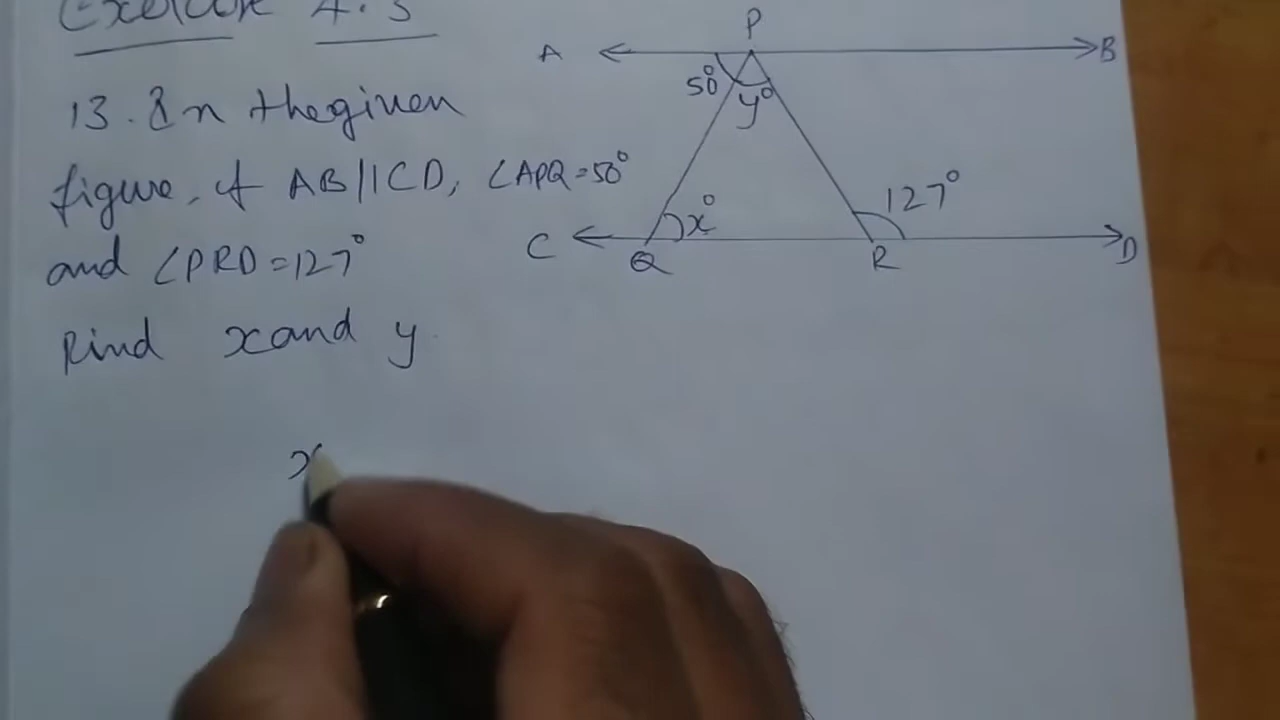 Exercise 4.3
13. In the given
figure, if AB||CD, ∠APQ=50°
and ∠PRD=127°
Find x and y.
x
P
A
B
50°
y°
x°
127°
C
Q
R
D